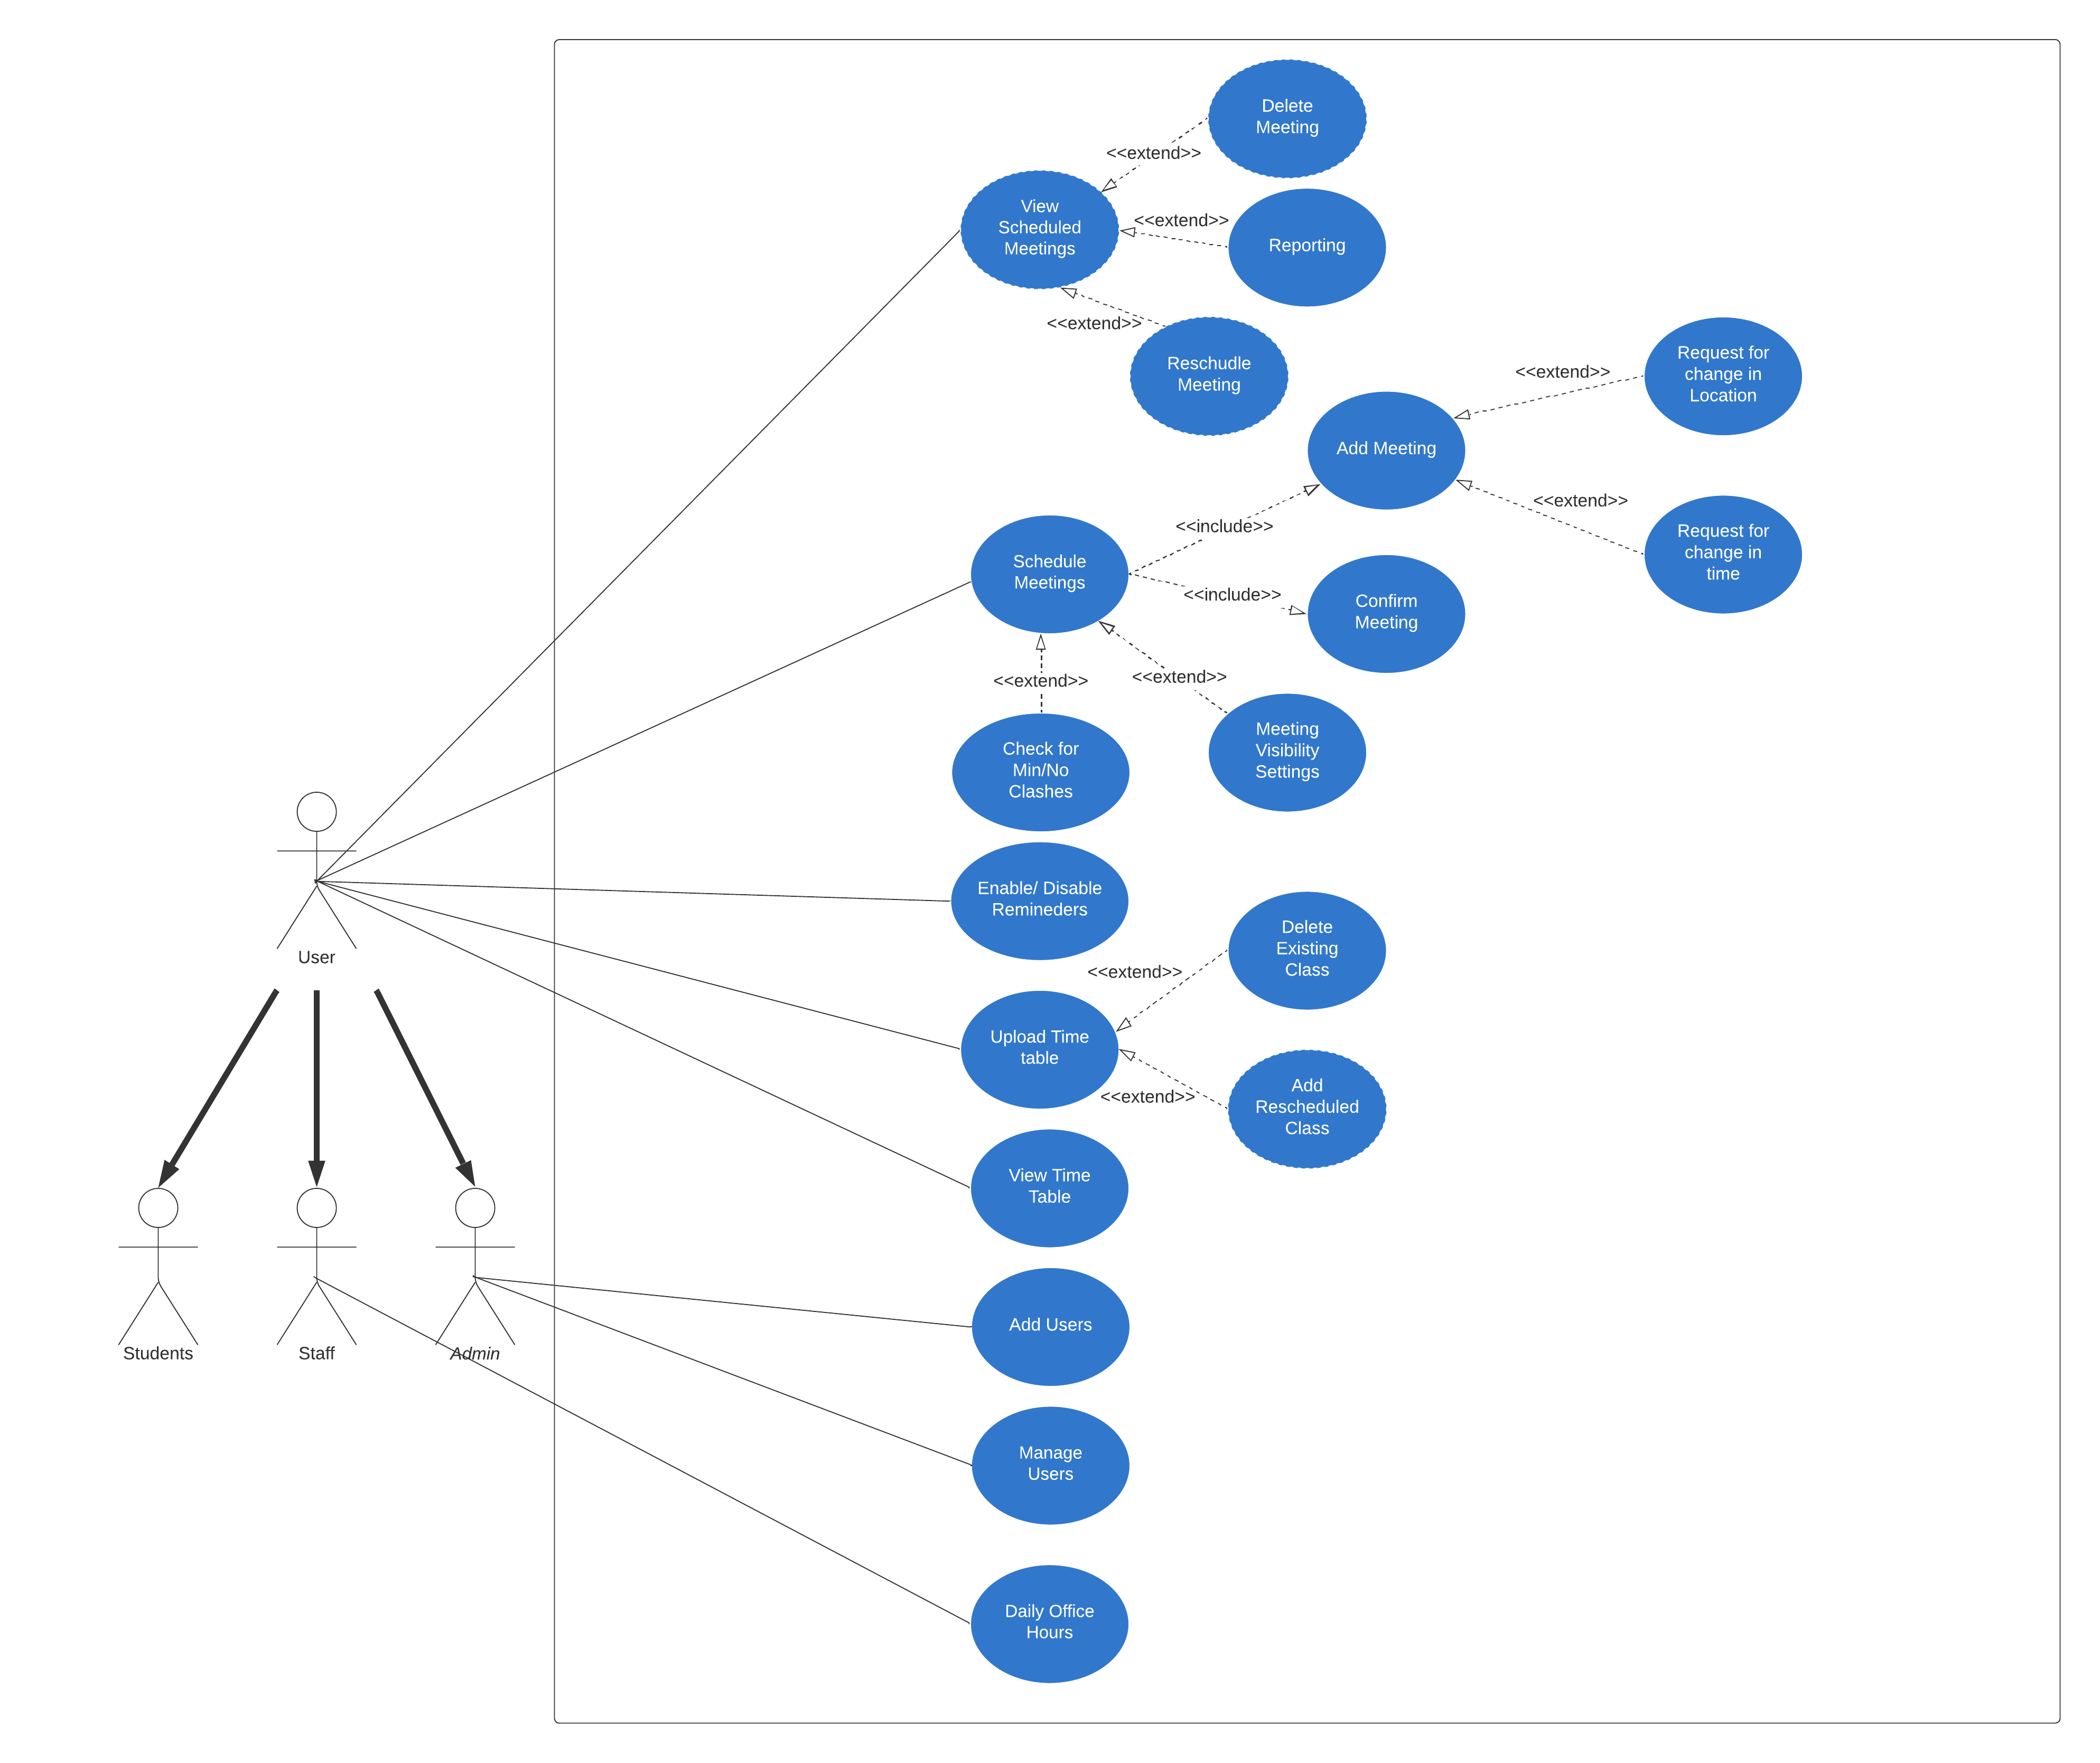 Delete
Meeting
<<extend>>
View
Scheduled
Meetings
<<extend>>
Reporting
<<extend>>
Reschudle
Meeting
Request for
change in
Location
<<extend>>
Add Meeting
<<extend>>
Request for
change in
time
<<include>>
Schedule
Meetings
<<include>>
Confirm
Meeting
<<extend>>
<<extend>>
Meeting
Visibility
Settings
Check for
Min/No
Clashes
Enable/ Disable
Remineders
User
Delete
Existing
Class
<<extend>>
Upload Time
table
<<extend>>
Add
Rescheduled
Class
View Time
Table
Students
Staff
Admin
Add Users
Manage
Users
Daily Office
Hours